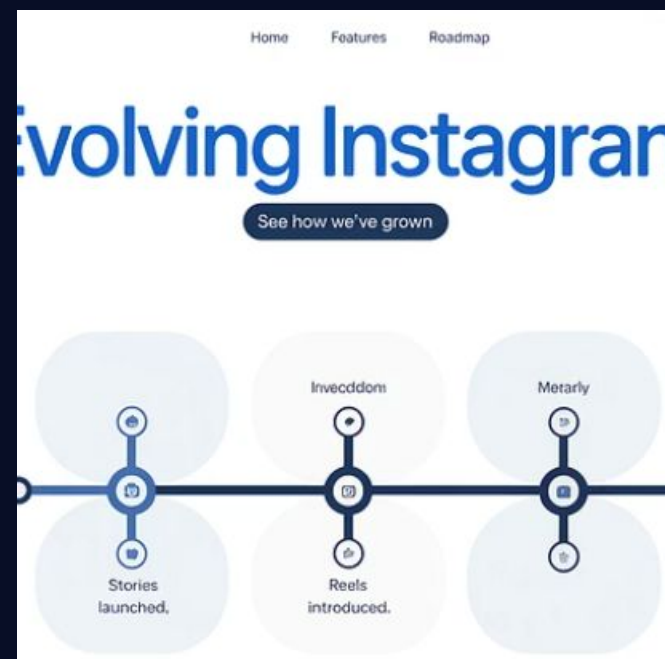 Home Features Roadmap
Evolving Instagram
See how we've grown
Invecddom
Metarly
Stories
launched.
Reels
introduced.